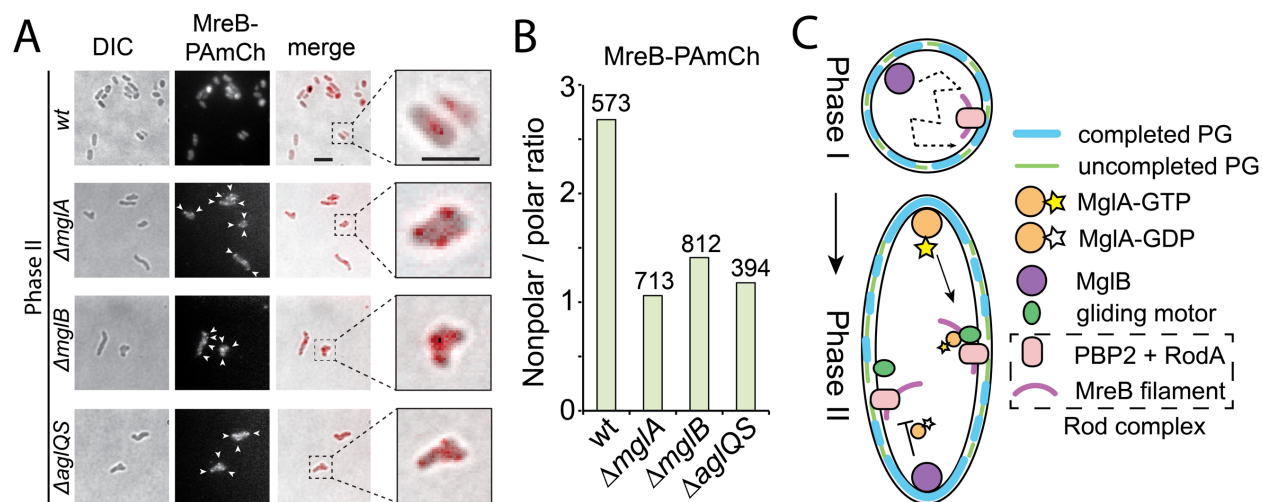 A
DIC
MreB-
PAmCh
merge
Phase II
wt
ΔmglA
ΔmglB
ΔaglQS
B
MreB-PAmCh
Nonpolar / polar ratio
3
2
1
0
573
713
812
394
wt
ΔmglA
ΔmglB
ΔaglQS
C
Phase I
Phase II
completed PG
uncompleted PG
MglA-GTP
MglA-GDP
MglB
gliding motor
PBP2 + RodA
MreB filament
Rod complex